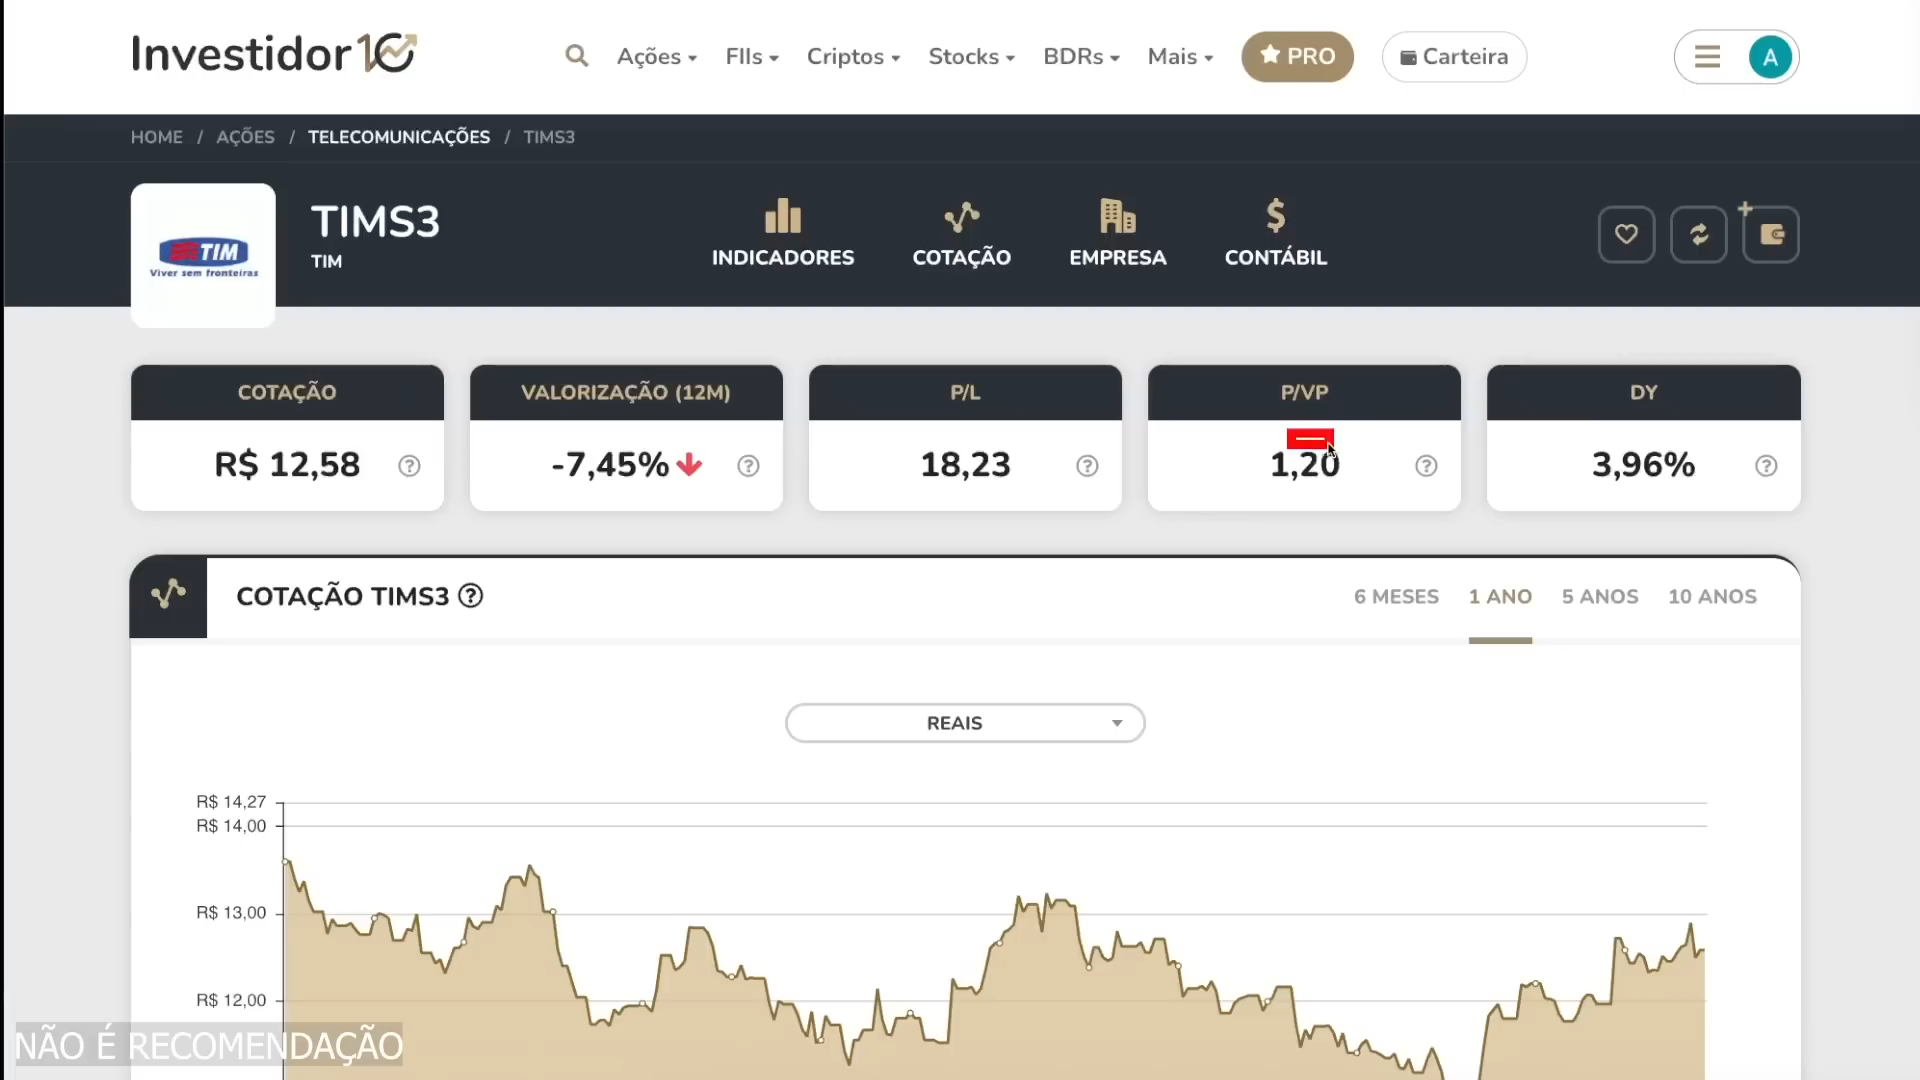 Investidor 10
Ações
FIIs
Criptos
Stocks
BDRs
Mais
PRO
Carteira
A
HOME / AÇÕES / TELECOMUNICAÇÕES / TIMS3
TIM
Viver sem fronteiras
TIMS3
TIM
INDICADORES
COTAÇÃO
EMPRESA
CONTÁBIL
COTAÇÃO
R$ 12,58
VALORIZAÇÃO (12M)
-7,45%
P/L
18,23
P/VP
1,20
DY
3,96%
COTAÇÃO TIMS3
6 MESES
1 ANO
5 ANOS
10 ANOS
REAIS
R$ 14,27
R$ 14,00
R$ 13,00
R$ 12,00
NÃO É RECOMENDAÇÃO